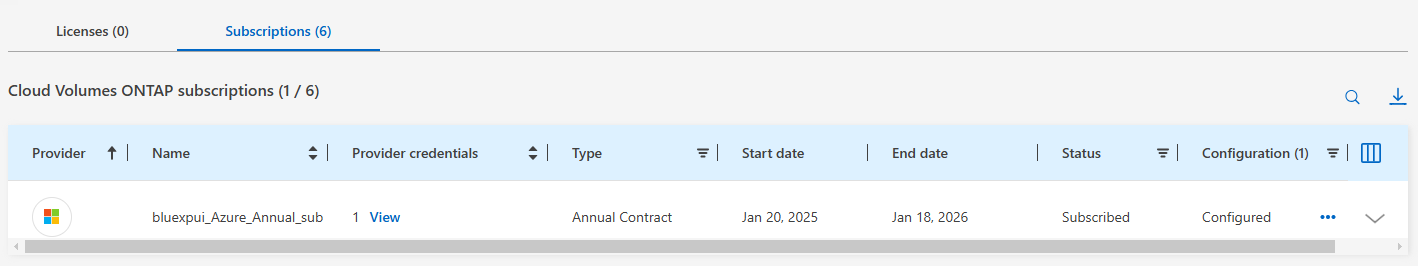 Licenses (0) Subscriptions (6)
Cloud Volumes ONTAP subscriptions (1 / 6)
Provider Name Provider credentials Type Start date End date Status Configuration (1)
bluexpui_Azure_Annual_sub 1 View Annual Contract Jan 20, 2025 Jan 18, 2026 Subscribed Configured